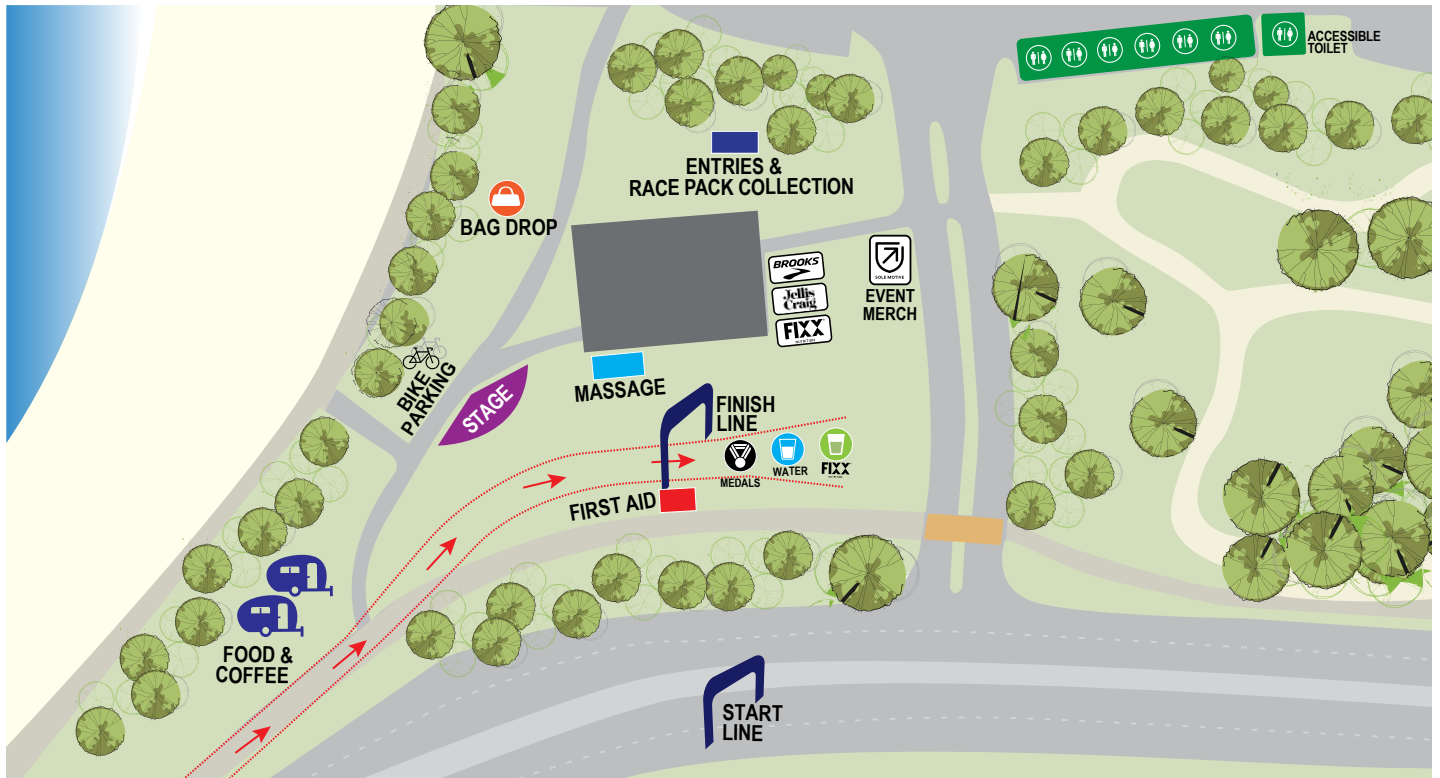 ACCESSIBLE
TOILET
ENTRIES &
RACE PACK COLLECTION
BAG DROP
BROOKS
Jellis
Craig
FIXX
NUTRITION
SOLE MOTIVE
EVENT
MERCH
BIKE
PARKING
STAGE
MASSAGE
FINISH
LINE
MEDALS
WATER
FIXX
FIRST AID
FOOD &
COFFEE
START
LINE